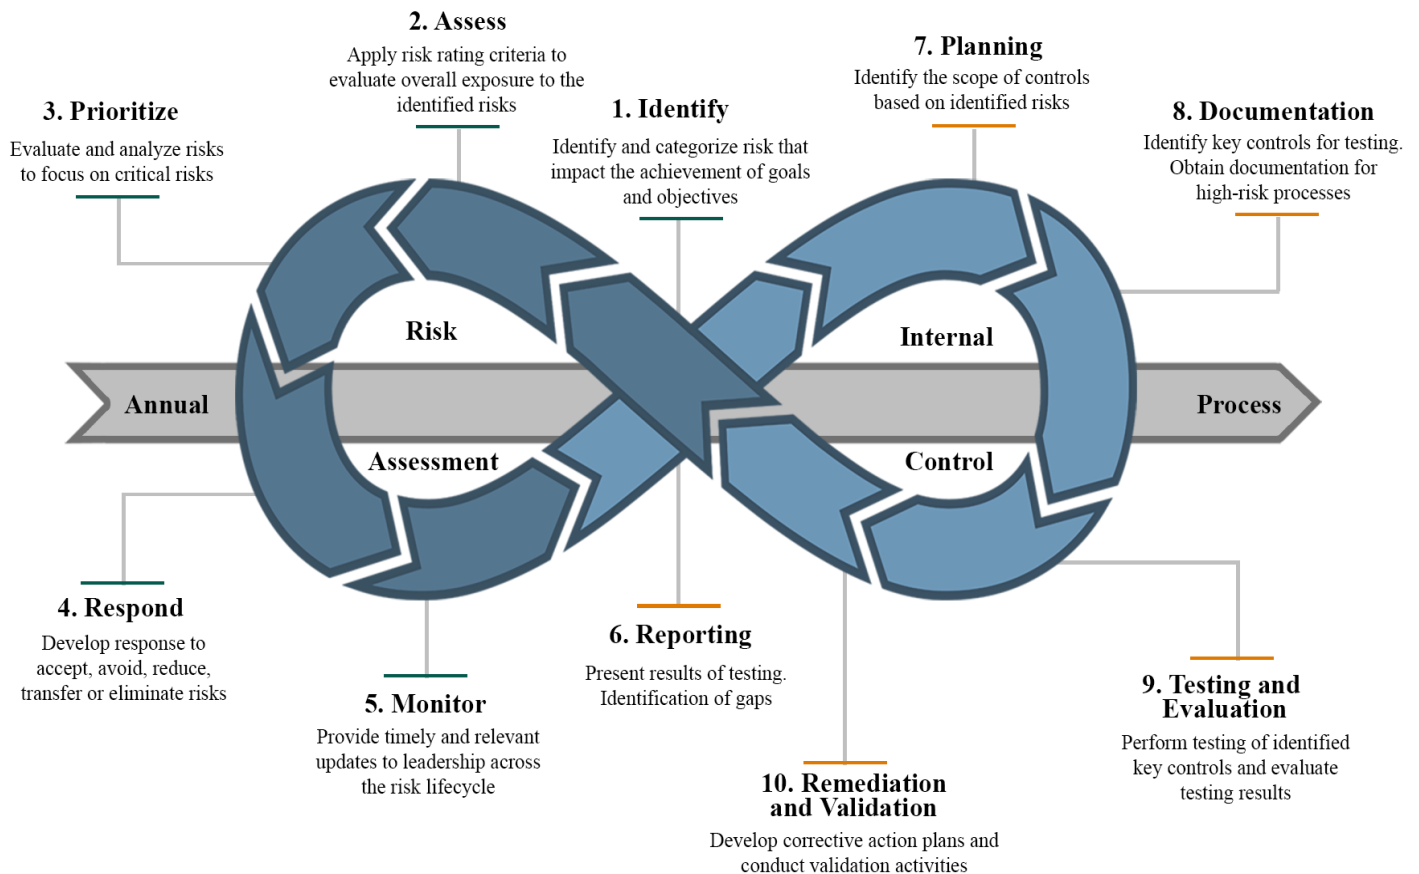 2. Assess
Apply risk rating criteria to
evaluate overall exposure to the
identified risks
7. Planning
Identify the scope of controls
based on identified risks
3. Prioritize
Evaluate and analyze risks
to focus on critical risks
1. Identify
Identify and categorize risk that
impact the achievement of goals
and objectives
8. Documentation
Identify key controls for testing.
Obtain documentation for
high-risk processes
Risk
Internal
Annual
Process
Assessment
Control
4. Respond
Develop response to
accept, avoid, reduce,
transfer or eliminate risks
5. Monitor
Provide timely and relevant
updates to leadership across
the risk lifecycle
6. Reporting
Present results of testing.
Identification of gaps
9. Testing and
Evaluation
Perform testing of identified
key controls and evaluate
testing results
10. Remediation
and Validation
Develop corrective action plans and
conduct validation activities